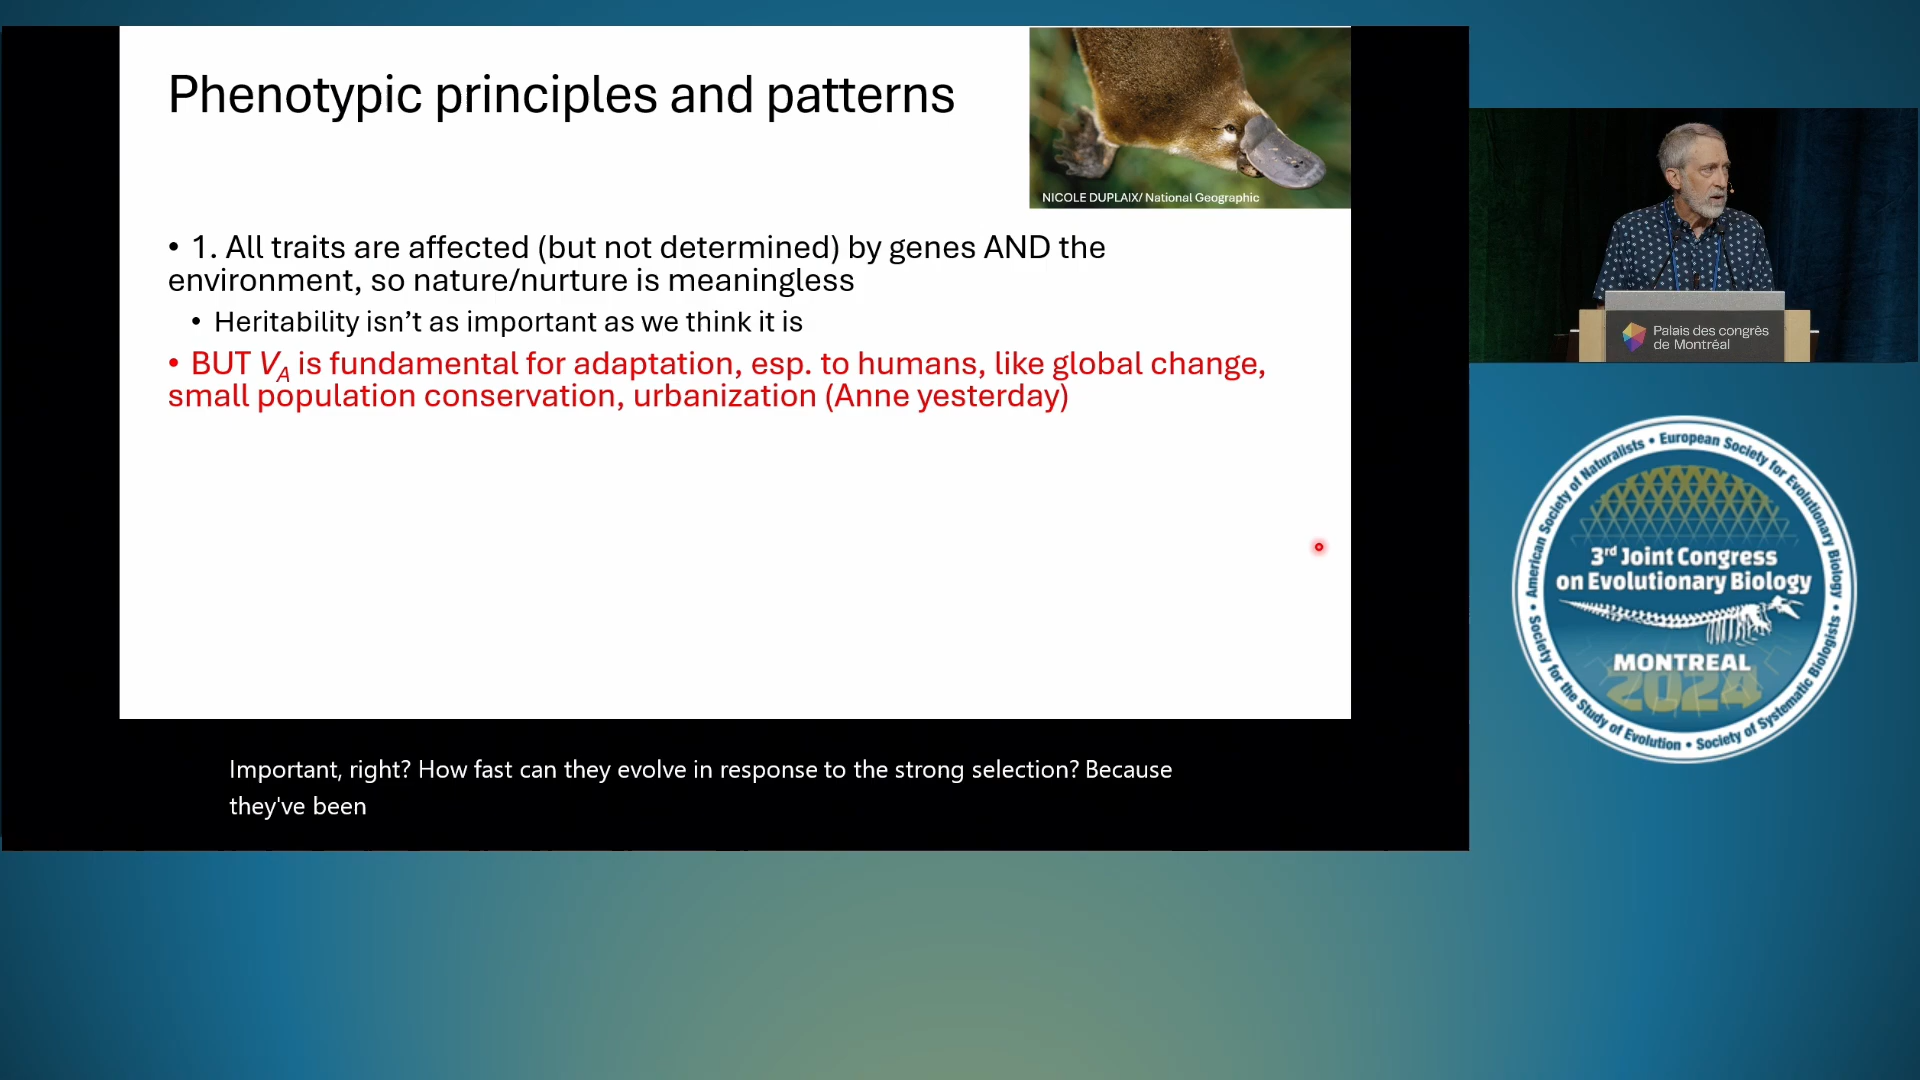 Phenotypic principles and patterns
NICOLE DUPLAIX/ National Geographic
• 1. All traits are affected (but not determined) by genes AND the
environment, so nature/nurture is meaningless
• Heritability isn’t as important as we think it is
• BUT VA is fundamental for adaptation, esp. to humans, like global change,
small population conservation, urbanization (Anne yesterday)
Important, right? How fast can they evolve in response to the strong selection? Because
they've been
Palais des congrès
de Montréal
American Society of Naturalists • European Society for Evolutionary Biology •
Society for the Study of Evolution • Society of Systematic Biologists •
3rd Joint Congress
on Evolutionary Biology
MONTREAL
2024